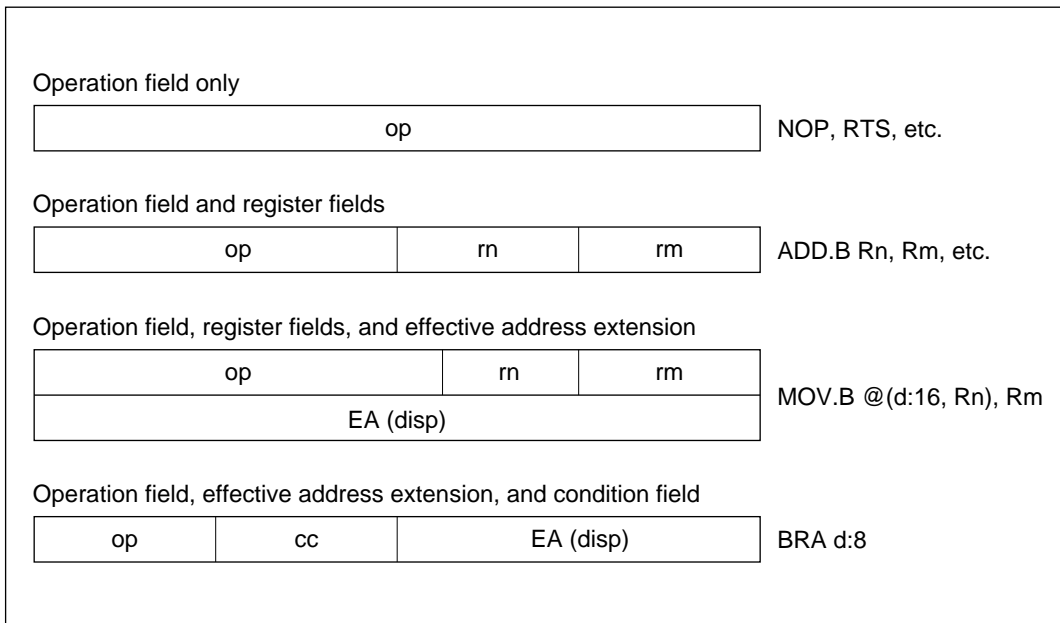 Operation field only
op NOP, RTS, etc.
Operation field and register fields
op rn rm ADD.B Rn, Rm, etc.
Operation field, register fields, and effective address extension
op rn rm
MOV.B @(d:16, Rn), Rm
EA (disp)
Operation field, effective address extension, and condition field
op cc EA (disp) BRA d:8